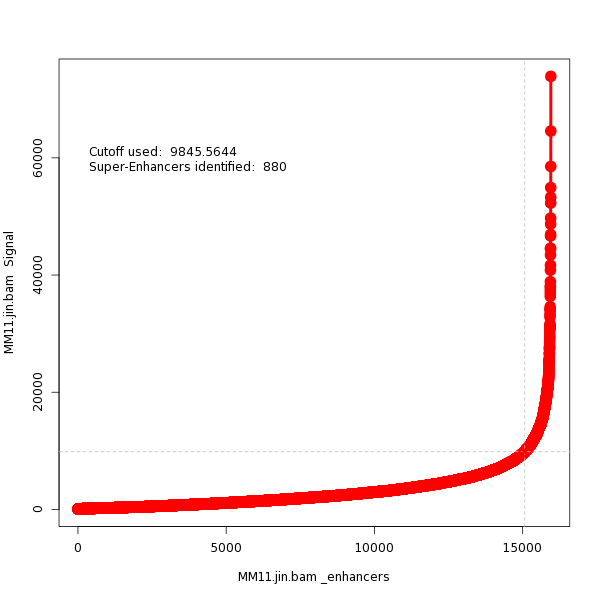 Cutoff used:  9845.5644
Super-Enhancers identified:  880
MM11.jin.bam  Signal
60000
40000
20000
0
0
5000
10000
15000
MM11.jin.bam _enhancers